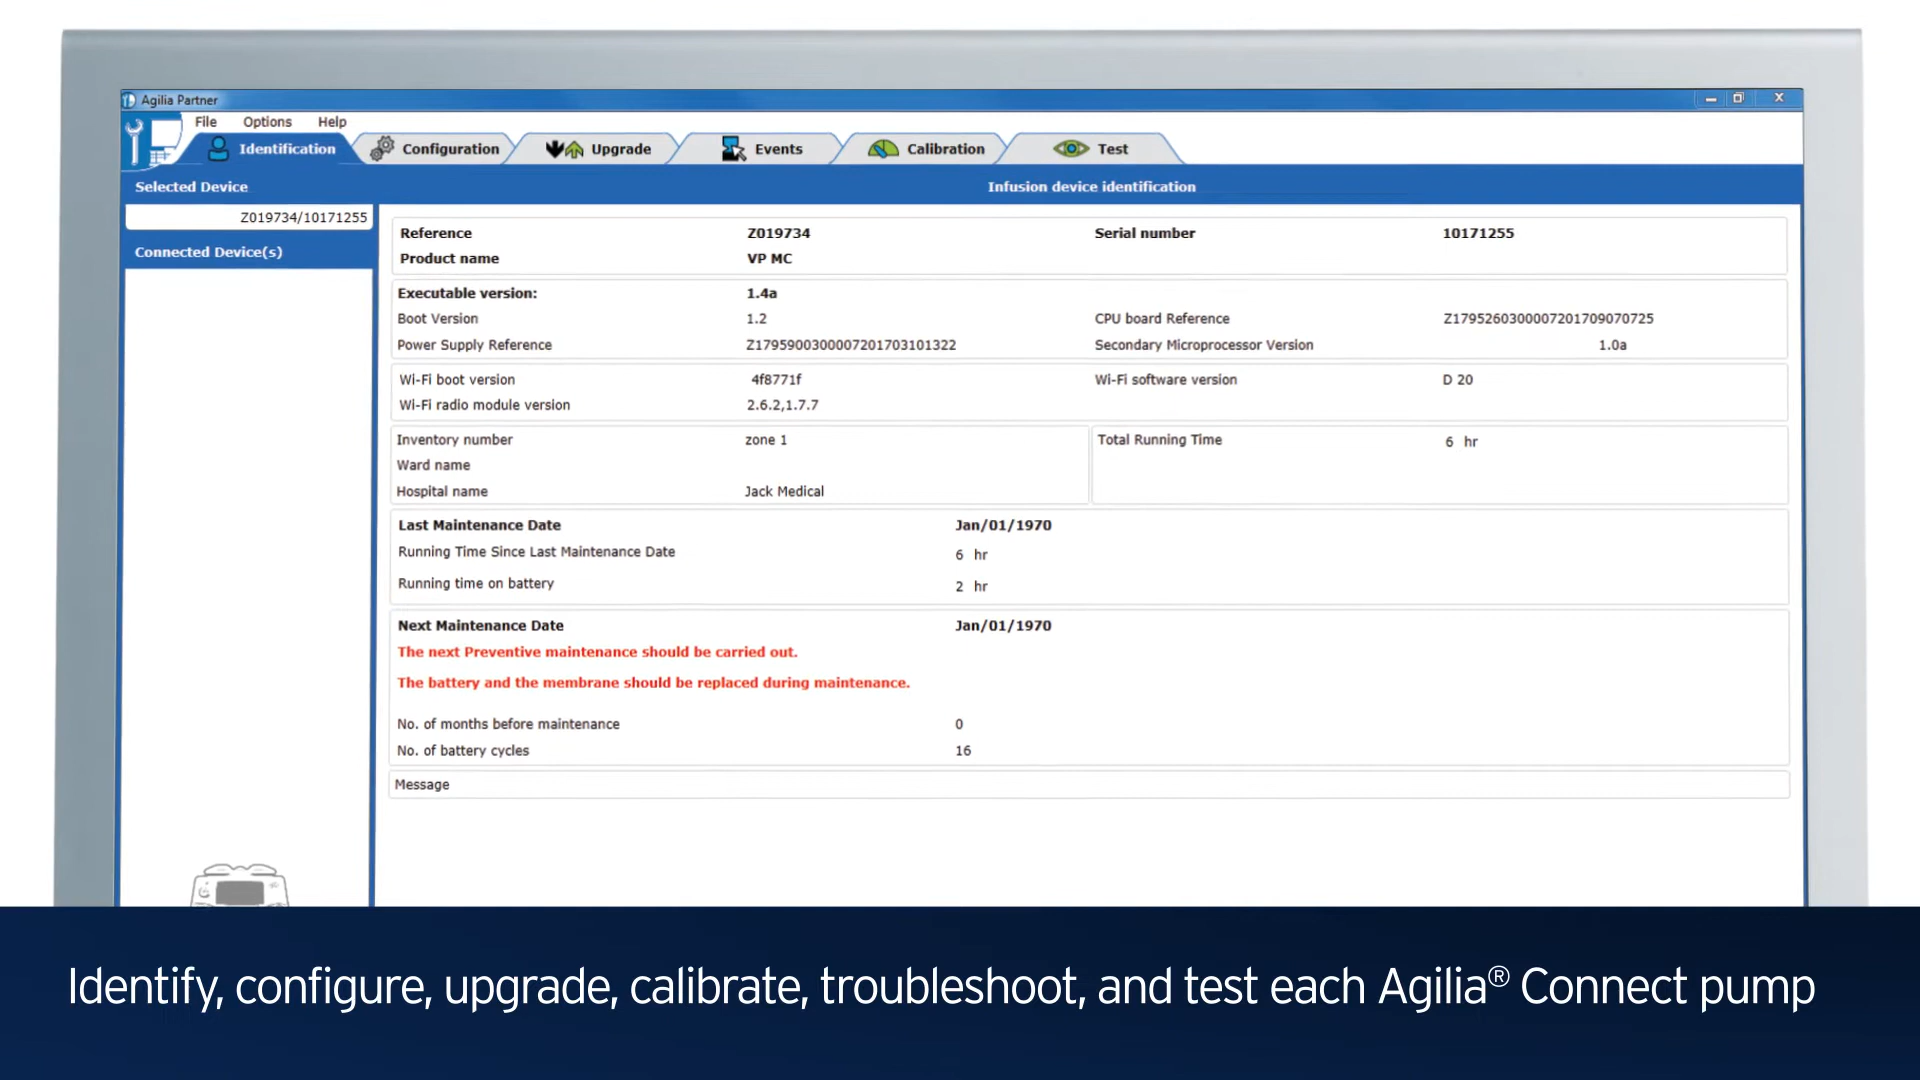 Agilia Partner
File Options Help
Identification Configuration Upgrade Events Calibration Test
Selected Device Infusion device identification
Z019734/10171255
Connected Device(s)
Reference Z019734 Serial number 10171255
Product name VP MC
Executable version: 1.4a
Boot Version 1.2 CPU board Reference Z1795260300007201709070725
Power Supply Reference Z1795900300007201703101322 Secondary Microprocessor Version 1.0a
Wi-Fi boot version 4f8771f Wi-Fi software version D 20
Wi-Fi radio module version 2.6.2,1.7.7
Inventory number zone 1 Total Running Time 6 hr
Ward name
Hospital name Jack Medical
Last Maintenance Date Jan/01/1970
Running Time Since Last Maintenance Date 6 hr
Running time on battery 2 hr
Next Maintenance Date Jan/01/1970
The next Preventive maintenance should be carried out.
The battery and the membrane should be replaced during maintenance.
No. of months before maintenance 0
No. of battery cycles 16
Message
Identify, configure, upgrade, calibrate, troubleshoot, and test each Agilia® Connect pump